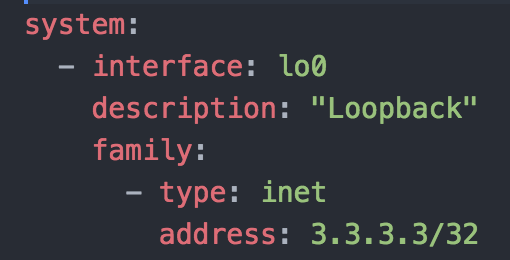 system:
  - interface: lo0
    description: "Loopback"
    family:
      - type: inet
        address: 3.3.3.3/32